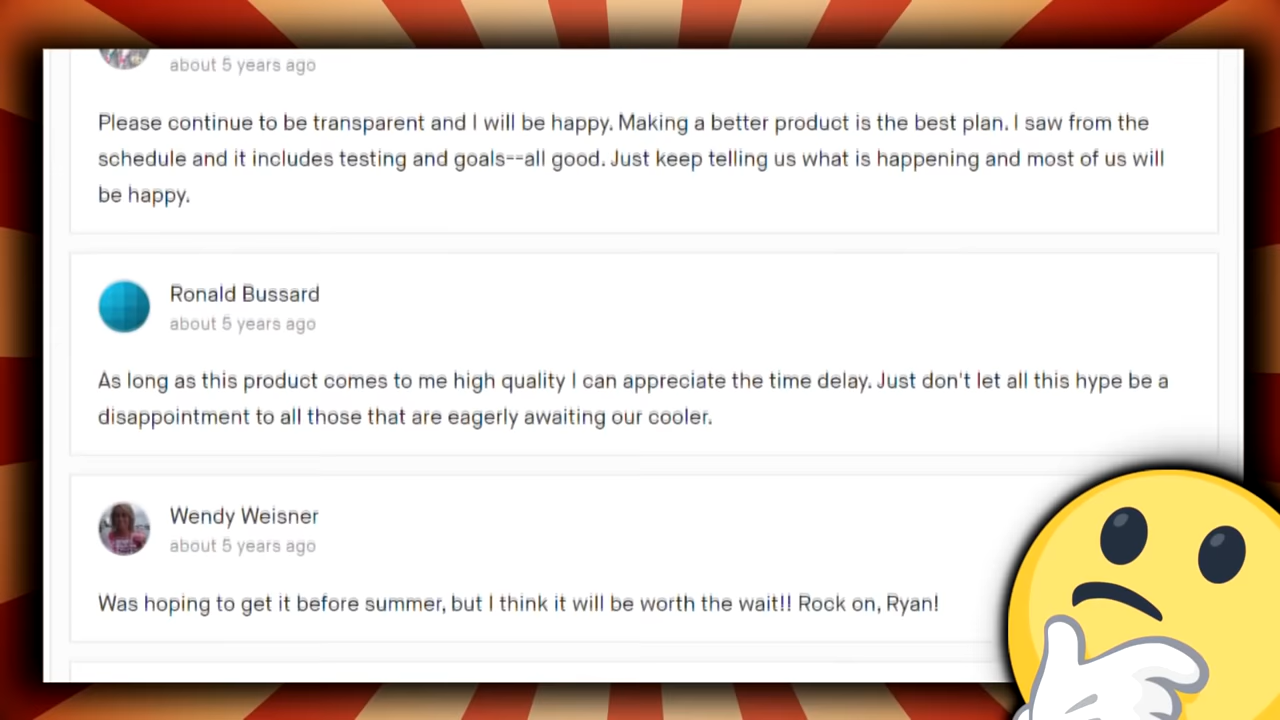 about 5 years ago
Please continue to be transparent and I will be happy. Making a better product is the best plan. I saw from the
schedule and it includes testing and goals--all good. Just keep telling us what is happening and most of us will
be happy.
Ronald Bussard
about 5 years ago
As long as this product comes to me high quality I can appreciate the time delay. Just don't let all this hype be a
disappointment to all those that are eagerly awaiting our cooler.
Wendy Weisner
about 5 years ago
Was hoping to get it before summer, but I think it will be worth the wait!! Rock on, Ryan!